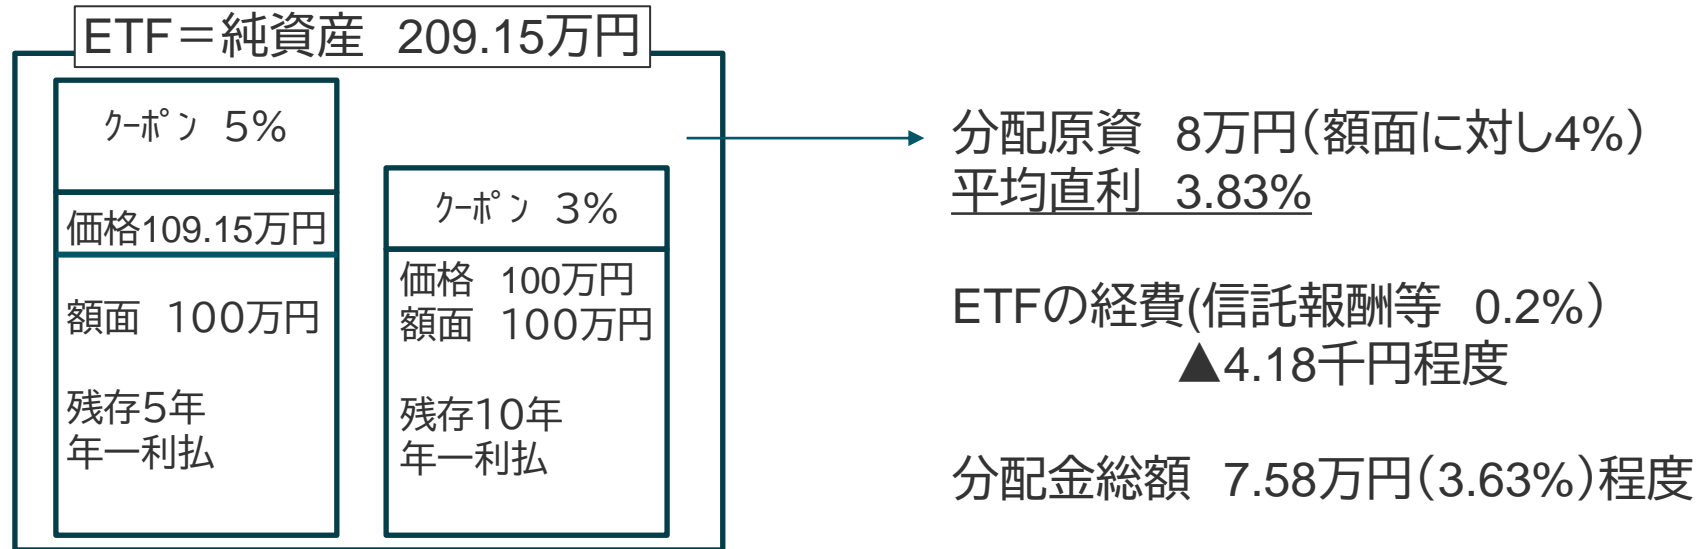 ETF＝純資産　209.15万円
ｸｰﾎﾟﾝ　5%
価格109.15万円
額面　１００万円
残存５年
年一利払
ｸｰﾎﾟﾝ　３%
価格　100万円
額面　１００万円
残存１０年
年一利払
分配原資　8万円（額面に対し4%）
平均直利　3.83%
ETFの経費(信託報酬等　0.2%）
▲4.18千円程度
分配金総額　7.58万円（3.63%）程度